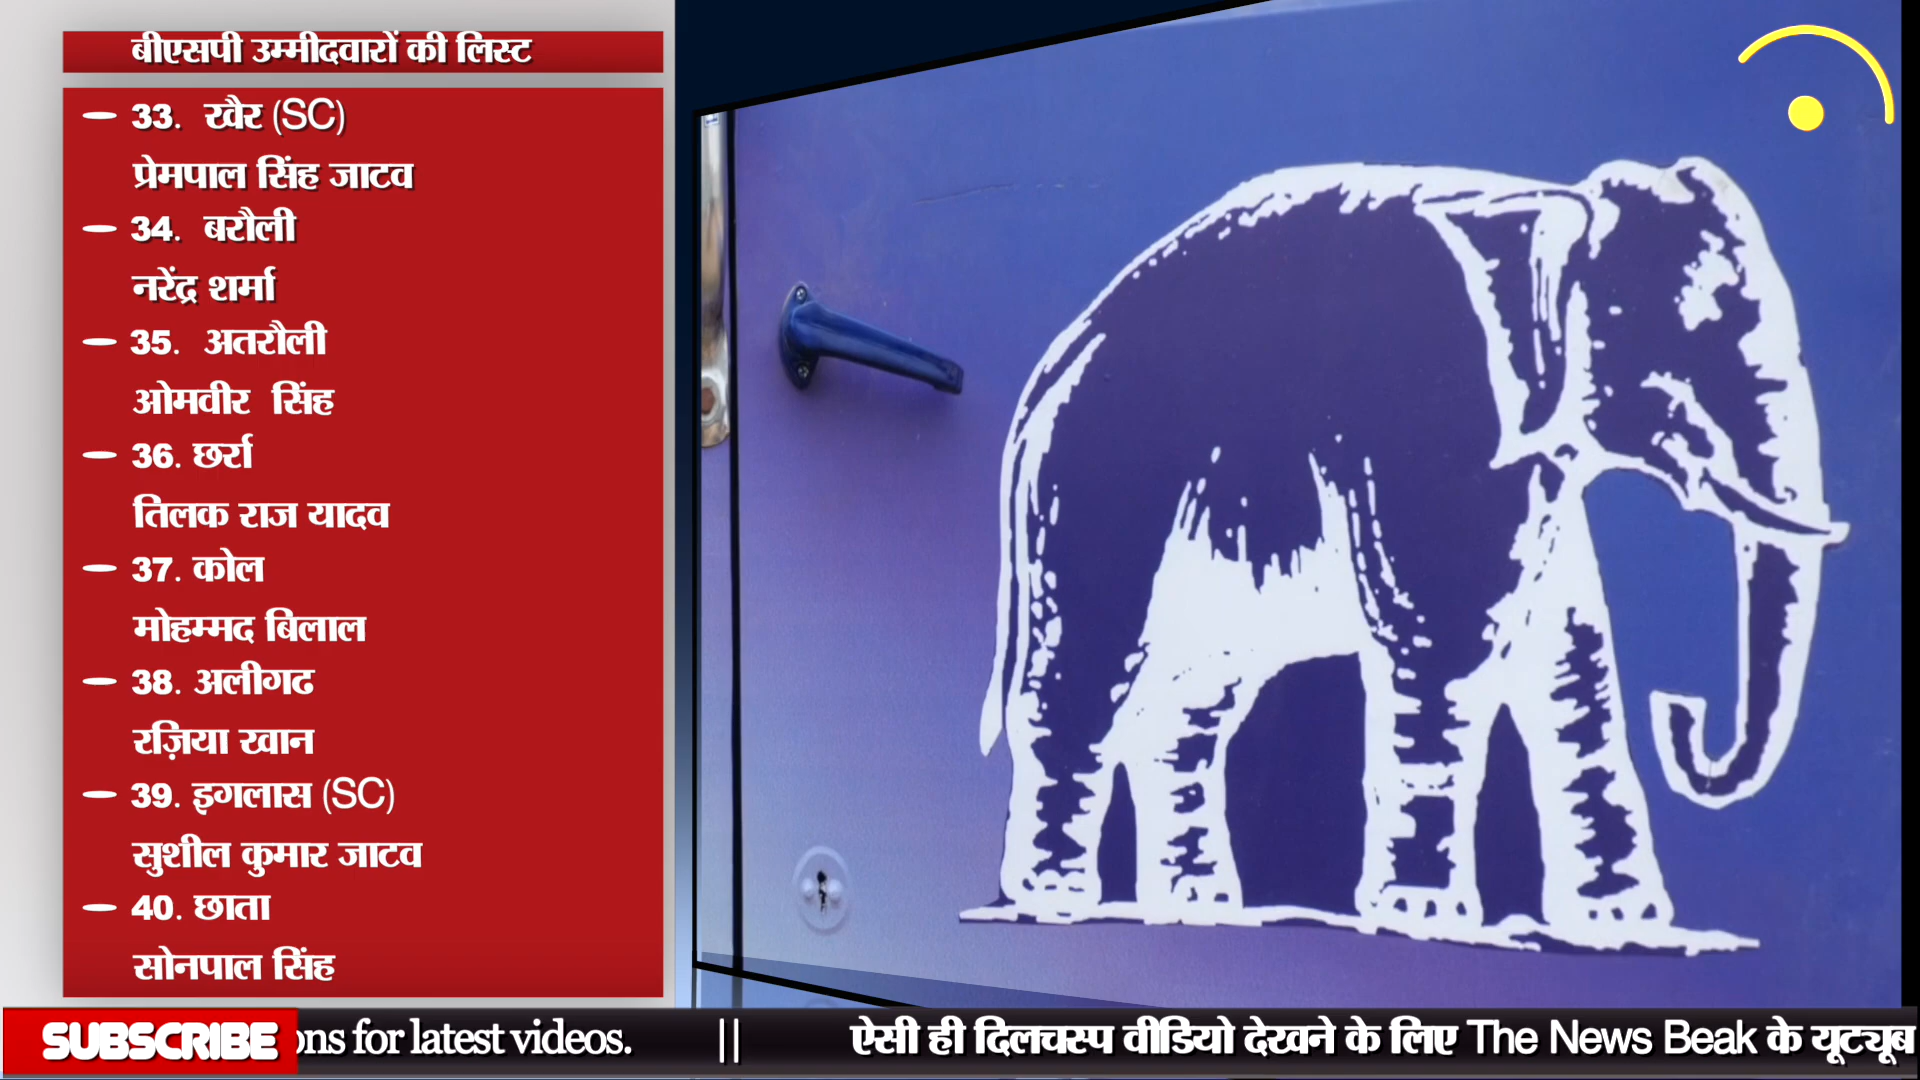 बीएसपी उम्मीदवारों की लिस्ट
33. खैर (SC)
प्रेमपाल सिंह जाटव
34. बरौली
नरेंद्र शर्मा
35. अतरौली
ओमवीर सिंह
36. छर्रा
तिलक राज यादव
37. कोल
मोहम्मद बिलाल
38. अलीगढ
रज़िया खान
39. इगलास (SC)
सुशील कुमार जाटव
40. छाता
सोनपाल सिंह
SUBSCRIBE
ons for latest videos. || ऐसी ही दिलचस्प वीडियो देखने के लिए The News Beak के यूट्यूब